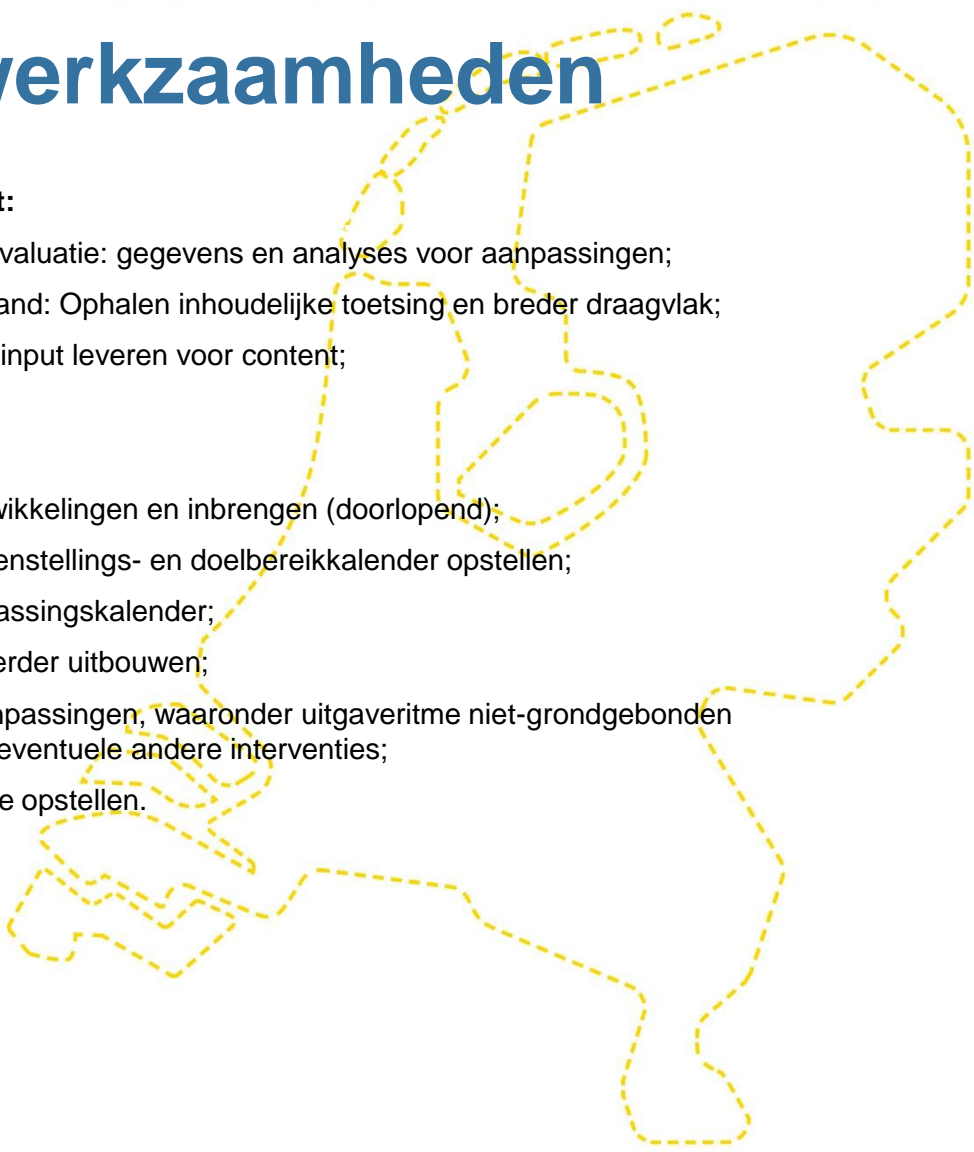 werkzaamheden
t:
valuatie: gegevens en analyses voor aanpassingen;
and: Ophalen inhoudelijke toetsing en breder draagvlak;
input leveren voor content;
wikkelingen en inbrengen (doorlopend);
enstellings- en doelbereikkalender opstellen;
assingskalender;
erder uitbouwen;
npassingen, waaronder uitgaveritme niet-grondgebonden
eventuele andere interventies;
e opstellen.